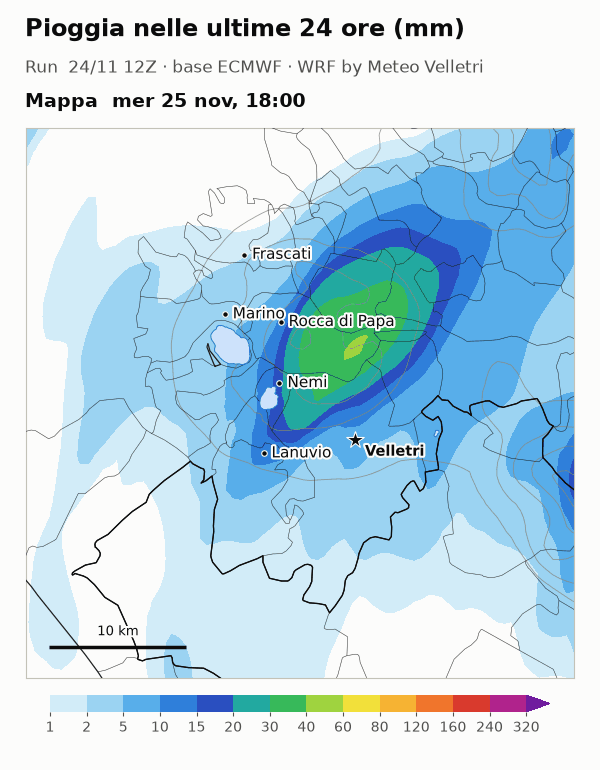 Pioggia nelle ultime 24 ore (mm)
Run  24/11 12Z · base ECMWF · WRF by Meteo Velletri
Mappa  mer 25 nov, 18:00
Frascati
Marino
Rocca di Papa
Nemi
Velletri
Lanuvio
10 km
1 2 5 10 15 20 30 40 60 80 120 160 240 320